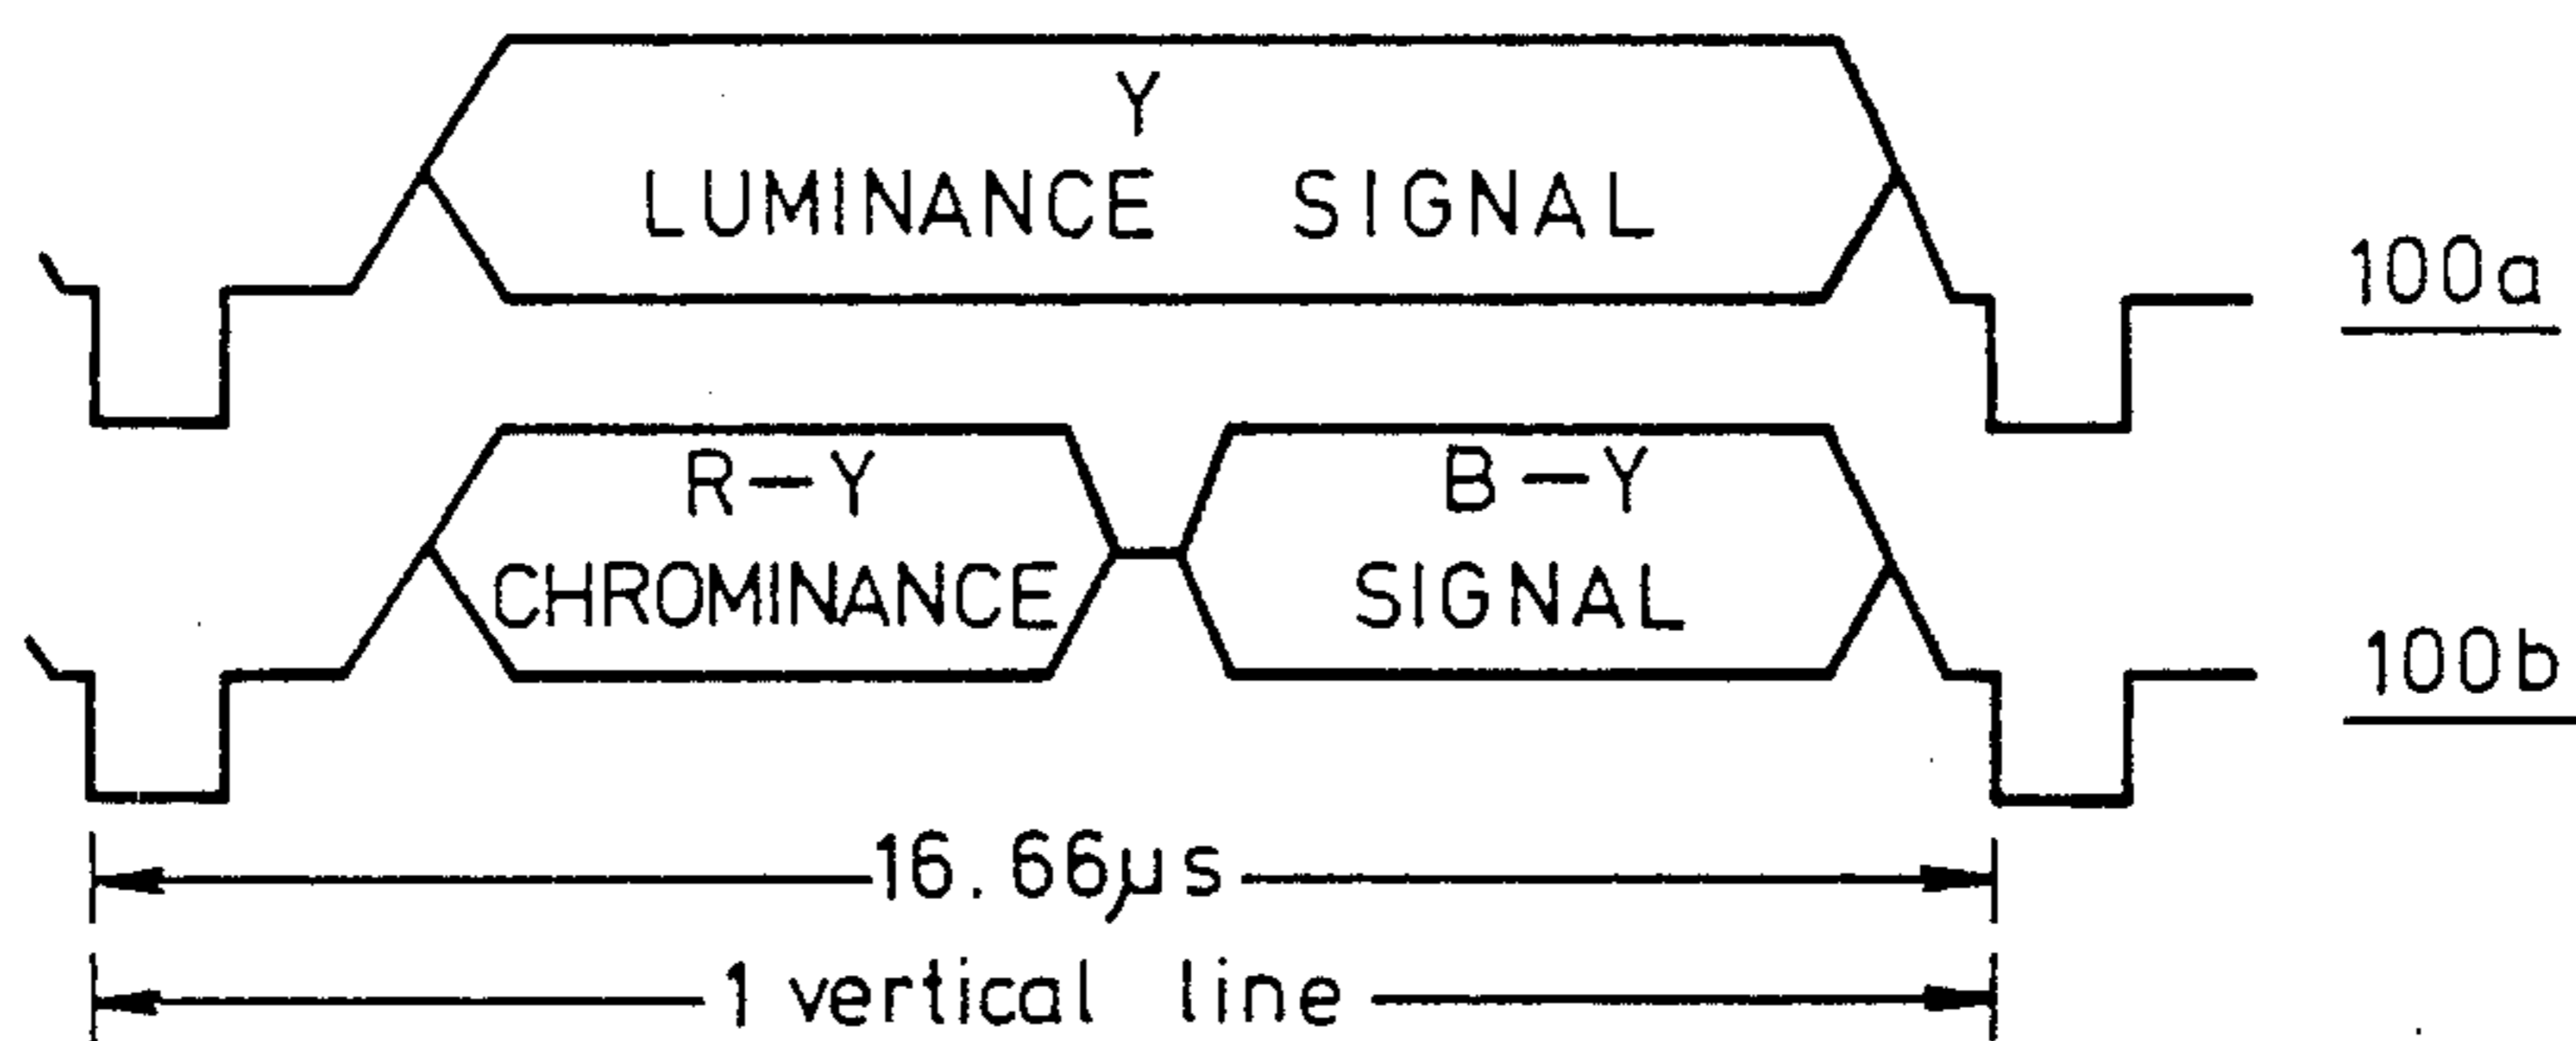 Y
LUMINANCE SIGNAL
100a
R-Y B-Y
CHROMINANCE SIGNAL
100b
16.66µs
1 vertical line